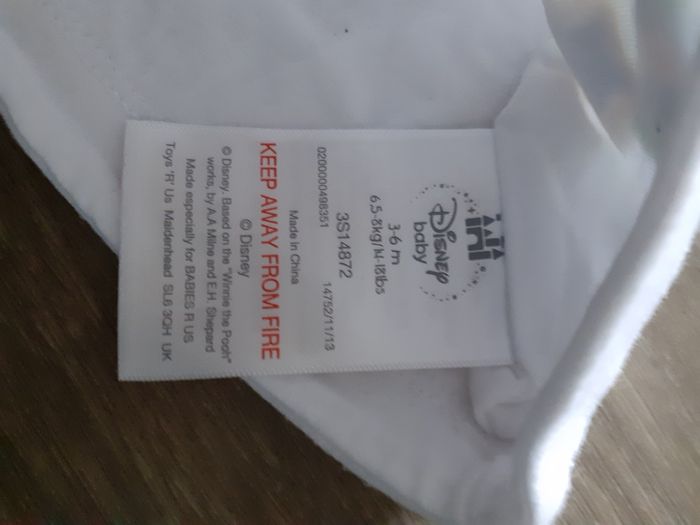 Disney
baby
3-6 m
6.5-8kg/14-18lbs
3S14872
0200000498351 14752/11/13
Made in China
KEEP AWAY FROM FIRE
© Disney
© Disney. Based on the "Winnie the Pooh"
works, by A.A Milne and E.H. Shepard
Made especially for BABIES R US
Toys 'R' Us Maidenhead SL6 3QH UK